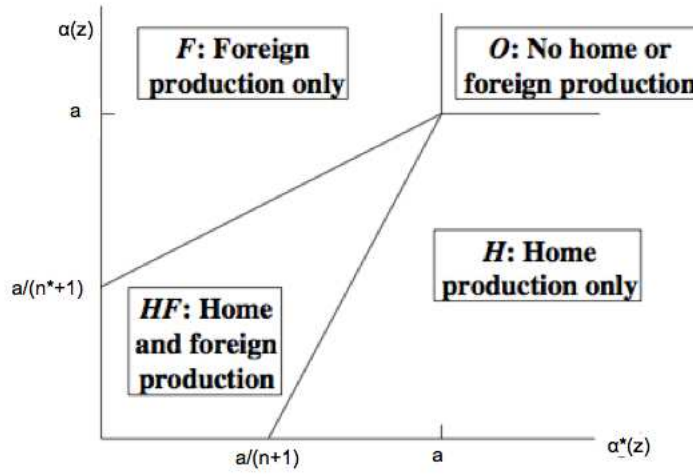 α(z)
F: Foreign
production only
O: No home or
foreign production
a
H: Home
production only
a/(n*+1)
HF: Home
and foreign
production
a/(n+1)
a
α*(z)